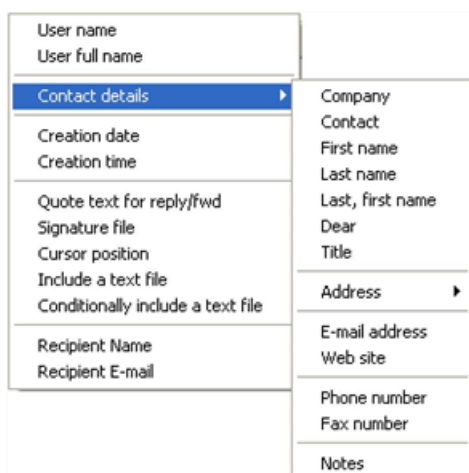 User name
User full name
Contact details
Creation date
Creation time
Quote text for reply/fwd
Signature file
Cursor position
Include a text file
Conditionally include a text file
Recipient Name
Recipient E-mail
Company
Contact
First name
Last name
Last, first name
Dear
Title
Address
E-mail address
Web site
Phone number
Fax number
Notes